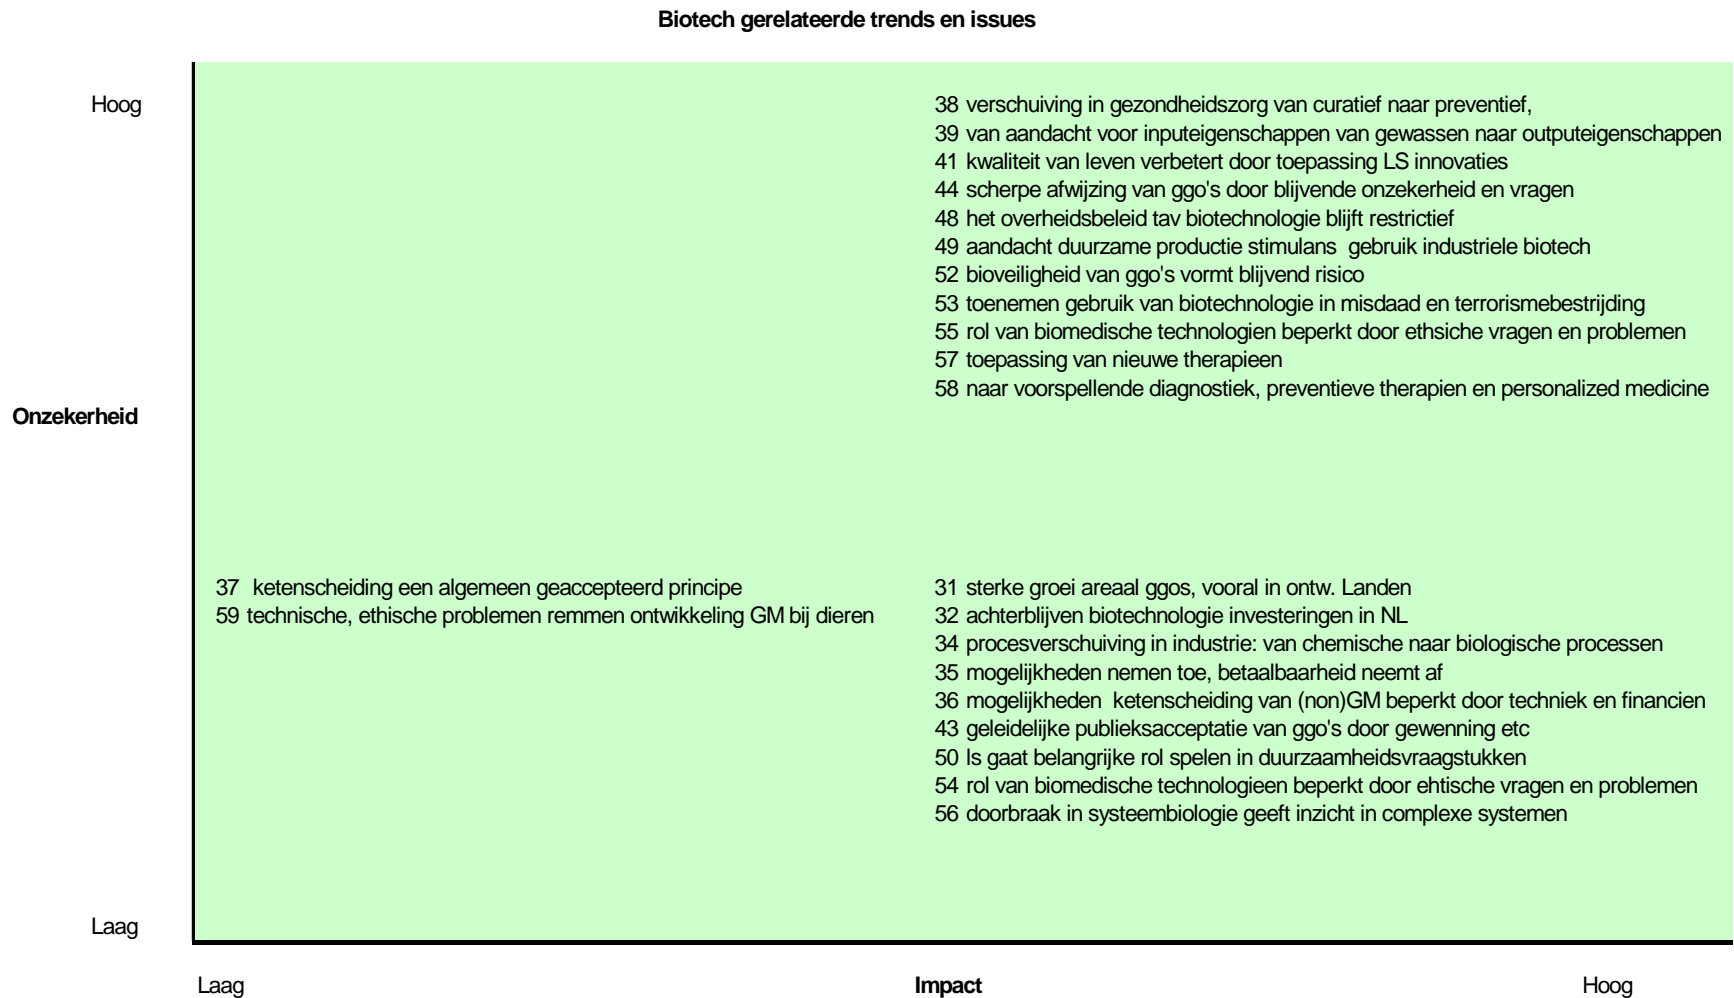 Biotech gerelateerde trends en issues
Hoog
38 verschuiving in gezondheidszorg van curatief naar preventief,
39 van aandacht voor inputeigenschappen van gewassen naar outputeigenschappen
41 kwaliteit van leven verbetert door toepassing LS innovaties
44 scherpe afwijzing van ggo's door blijvende onzekerheid en vragen
48 het overheidsbeleid tav biotechnologie blijft restrictief
49 aandacht duurzame productie stimulans gebruik industriele biotech
52 bioveiligheid van ggo's vormt blijvend risico
53 toenemen gebruik van biotechnologie in misdaad en terrorismebestrijding
55 rol van biomedische technologien beperkt door ethsiche vragen en problemen
57 toepassing van nieuwe therapieen
58 naar voorspellende diagnostiek, preventieve therapien en personalized medicine
Onzekerheid
37 ketenscheiding een algemeen geaccepteerd principe
59 technische, ethische problemen remmen ontwikkeling GM bij dieren
31 sterke groei areaal ggos, vooral in ontw. Landen
32 achterblijven biotechnologie investeringen in NL
34 procesverschuiving in industrie: van chemische naar biologische processen
35 mogelijkheden nemen toe, betaalbaarheid neemt af
36 mogelijkheden ketenscheiding van (non)GM beperkt door techniek en financien
43 geleidelijke publieksacceptatie van ggo's door gewenning etc
50 ls gaat belangrijke rol spelen in duurzaamheidsvraagstukken
54 rol van biomedische technologieen beperkt door ehtische vragen en problemen
56 doorbraak in systeembiologie geeft inzicht in complexe systemen
Laag
Laag
Impact
Hoog